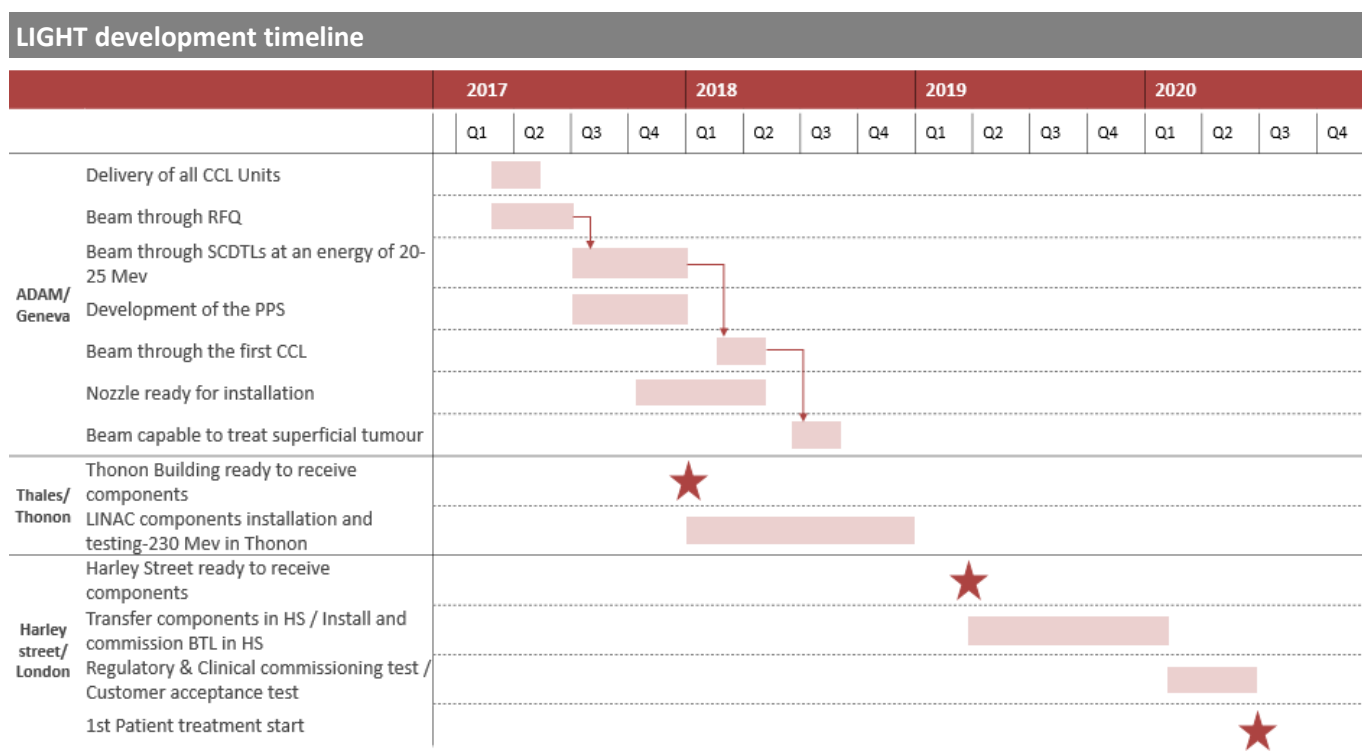 LIGHT development timeline
2017 2018 2019 2020
Q1 Q2 Q3 Q4 Q1 Q2 Q3 Q4 Q1 Q2 Q3 Q4 Q1 Q2 Q3 Q4
ADAM/
Geneva
Delivery of all CCL Units
Beam through RFQ
Beam through SCDTLs at an energy of 20-
25 Mev
Development of the PPS
Beam through the first CCL
Nozzle ready for installation
Beam capable to treat superficial tumour
Thales/
Thonon
Thonon Building ready to receive
components
LINAC components installation and
testing-230 Mev in Thonon
Harley
street/
London
Harley Street ready to receive
components
Transfer components in HS / Install and
commission BTL in HS
Regulatory & Clinical commissioning test /
Customer acceptance test
1st Patient treatment start